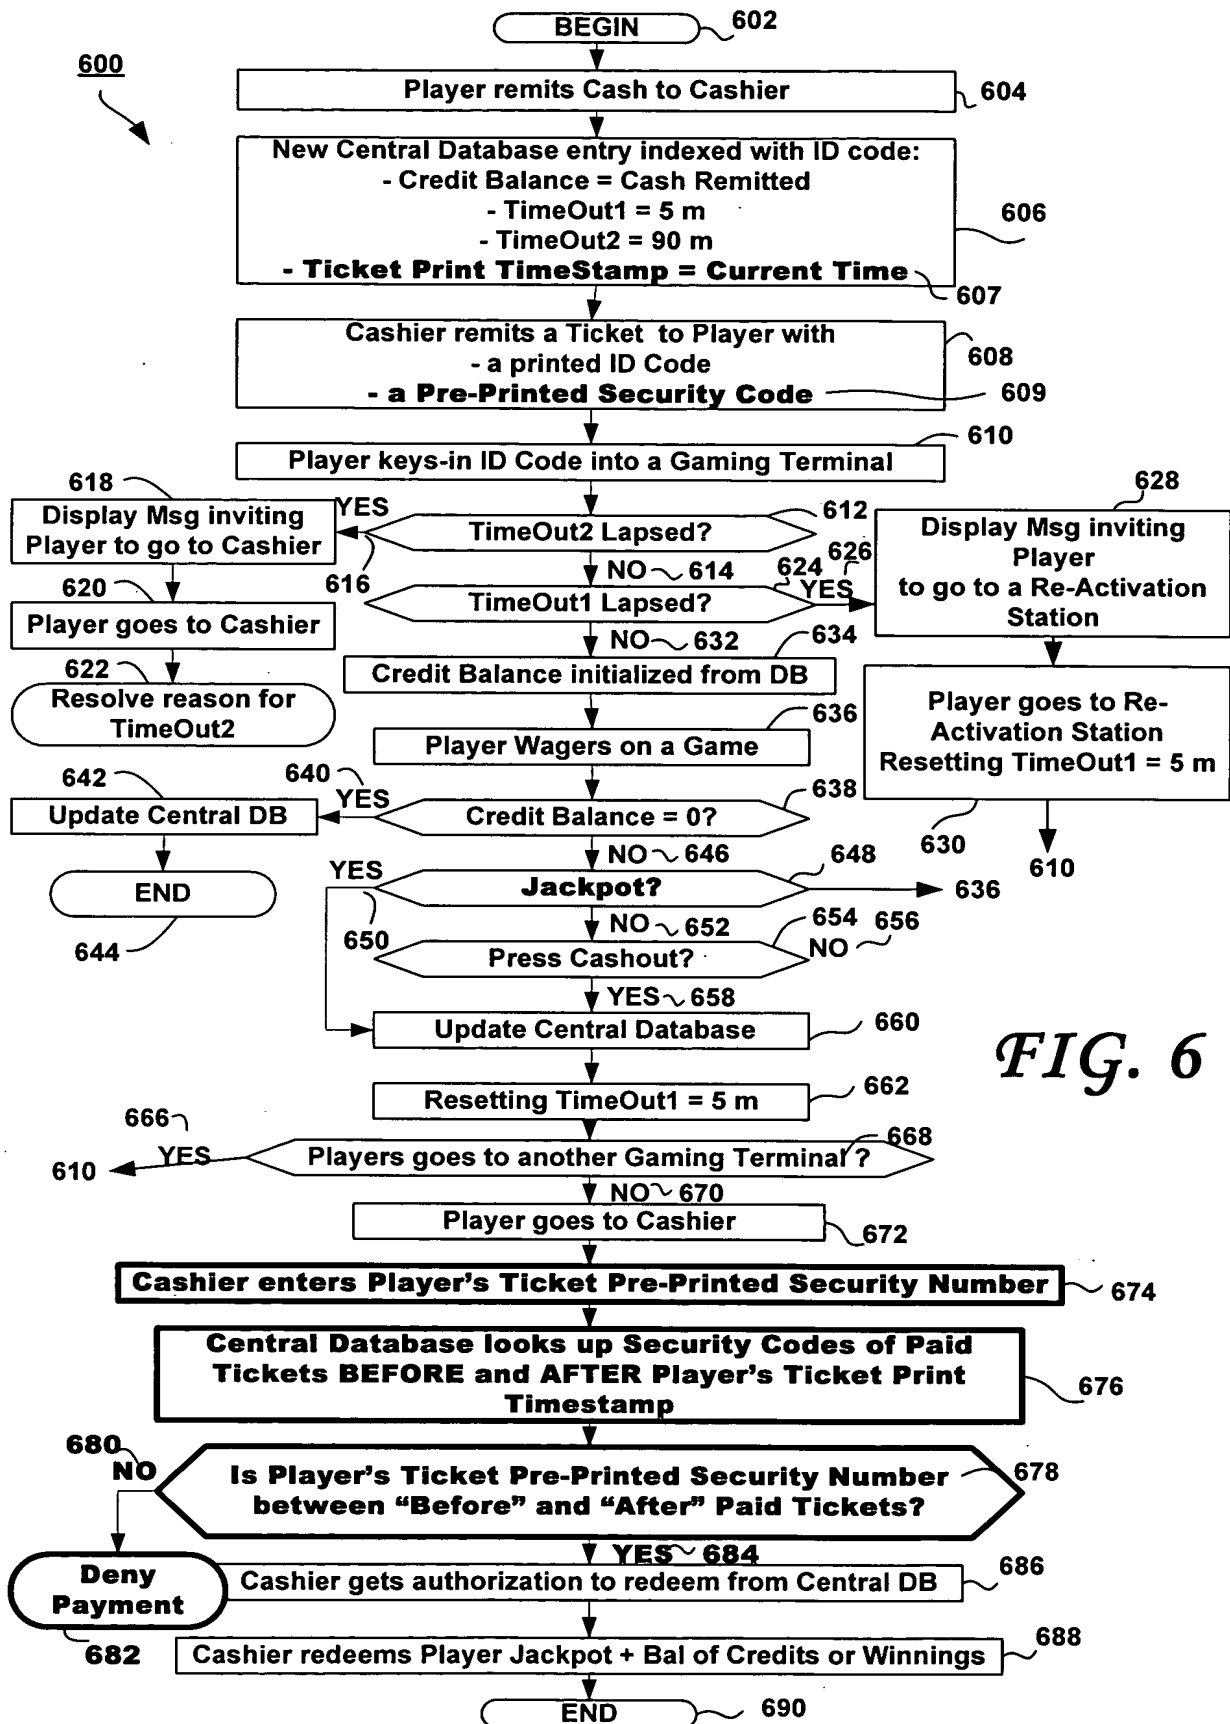 BEGIN
602
600
Player remits Cash to Cashier
604
New Central Database entry indexed with ID code:
- Credit Balance = Cash Remitted
- TimeOut1 = 5 m
- TimeOut2 = 90 m
- Ticket Print TimeStamp = Current Time
606
607
Cashier remits a Ticket to Player with
- a printed ID Code
- a Pre-Printed Security Code
608
609
610
Player keys-in ID Code into a Gaming Terminal
618
YES
Display Msg inviting
Player to go to Cashier
TimeOut2 Lapsed?
612
628
Display Msg inviting
Player
to go to a Re-Activation
Station
616
NO 614
624
626
YES
620
Player goes to Cashier
TimeOut1 Lapsed?
NO 632
634
622
Resolve reason for
TimeOut2
Credit Balance initialized from DB
636
Player Wagers on a Game
Player goes to Re-
Activation Station
Resetting TimeOut1 = 5 m
630
610
642
640
YES
Update Central DB
Credit Balance = 0?
638
NO 646
648
YES
END
644
Jackpot?
636
650
NO 652
654
656
NO
Press Cashout?
YES 658
Update Central Database
660
FIG. 6
Resetting TimeOut1 = 5 m
662
666
YES
610
Players goes to another Gaming Terminal ?
668
NO 670
Player goes to Cashier
672
Cashier enters Player's Ticket Pre-Printed Security Number
674
Central Database looks up Security Codes of Paid
Tickets BEFORE and AFTER Player's Ticket Print
Timestamp
676
680
NO
Is Player's Ticket Pre-Printed Security Number
between “Before” and “After” Paid Tickets?
678
YES 684
Deny
Payment
682
Cashier gets authorization to redeem from Central DB
686
Cashier redeems Player Jackpot + Bal of Credits or Winnings
688
END
690